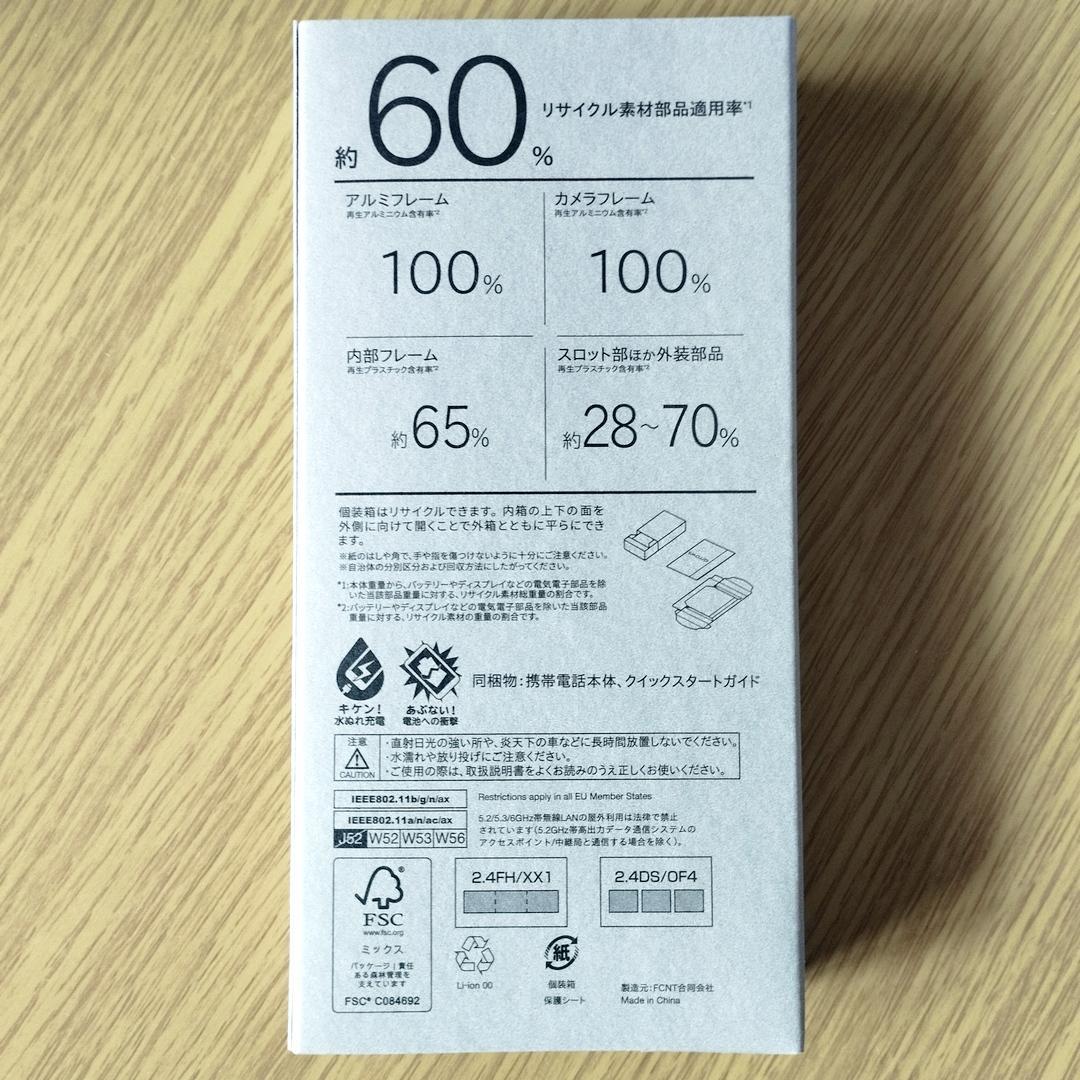 約60% リサイクル素材部品適用率*1
アルミフレーム
再生アルミニウム含有率*2
100%
カメラフレーム
再生アルミニウム含有率*2
100%
内部フレーム
再生プラスチック含有率*2
約65%
スロット部ほか外装部品
再生プラスチック含有率*2
約28~70%
個装箱はリサイクルできます。内箱の上下の面を
外側に向けて開くことで外箱とともに平らにでき
ます。
※紙のはしや角で、手や指を傷つけないように十分にご注意ください。
※自治体の分別区分および回収方法にしたがってください。
*1:本体重量から、バッテリーやディスプレイなどの電気電子部品を除
いた当該部品重量に対する、リサイクル素材総重量の割合です。
*2:バッテリーやディスプレイなどの電気電子部品を除いた当該部品
重量に対する、リサイクル素材の重量の割合です。
キケン!
水ぬれ充電
あぶない!
電池への衝撃
同梱物:携帯電話本体、クイックスタートガイド
注意
CAUTION
・直射日光の強い所や、炎天下の車などに長時間放置しないでください。
・水濡れや放り投げにご注意ください。
・ご使用の際は、取扱説明書をよくお読みのうえ正しくお使いください。
IEEE802.11b/g/n/ax
IEEE802.11a/n/ac/ax
J52 W52 W53 W56
Restrictions apply in all EU Member States
5.2/5.3/6GHz帯無線LANの屋外利用は法律で禁止
されています(5.2GHz帯高出力データ通信システムの
アクセスポイント/中継局と通信する場合を除く)。
FSC
www.fsc.org
ミックス
パッケージ|責任
ある森林管理を
支えています
FSC® C084692
2.4FH/XX1
2.4DS/OF4
Li-ion 00
紙
個装箱
保護シート
製造元:FCNT合同会社
Made in China